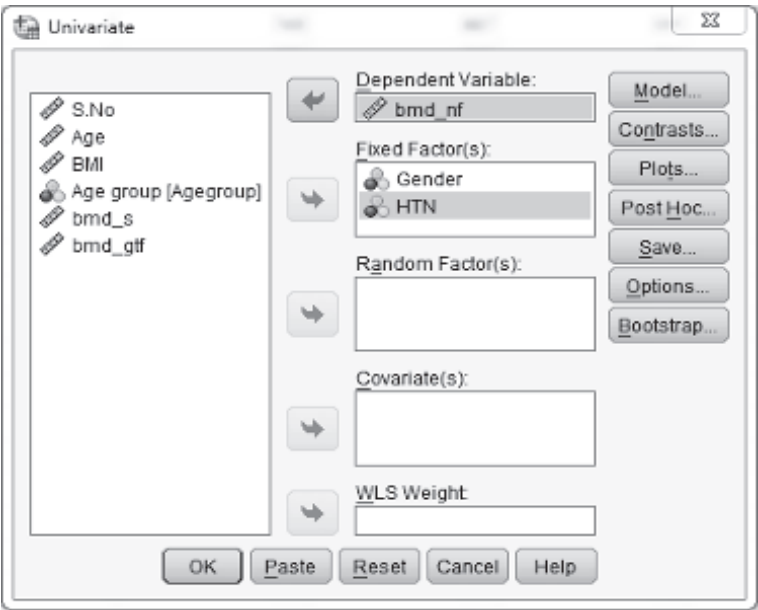 Univariate
S.No
Age
BMI
Age group [Agegroup]
bmd_s
bmd_gtf
Dependent Variable:
bmd_nf
Fixed Factor(s):
Gender
HTN
Random Factor(s):
Covariate(s):
WLS Weight:
Model...
Contrasts...
Plots...
Post Hoc...
Save...
Options...
Bootstrap...
OK
Paste
Reset
Cancel
Help